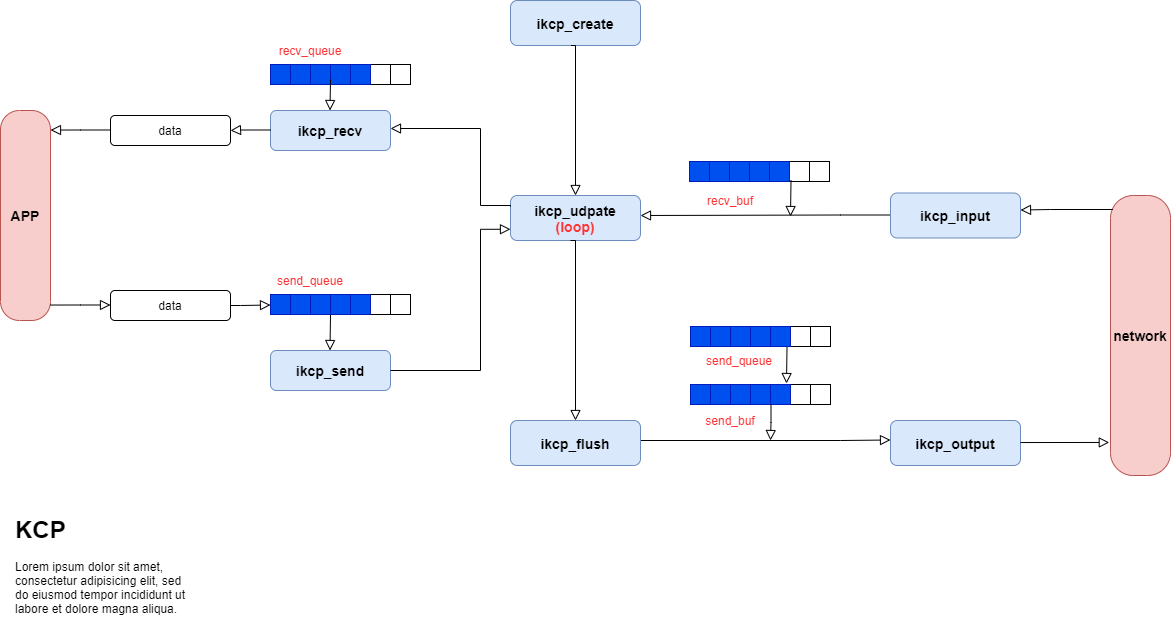 ikcp_create
recv_queue
data
ikcp_recv
APP
ikcp_udpate
(loop)
recv_buf
ikcp_input
send_queue
data
ikcp_send
network
send_queue
send_buf
ikcp_flush
ikcp_output
KCP
Lorem ipsum dolor sit amet,
consectetur adipisicing elit, sed
do eiusmod tempor incididunt ut
labore et dolore magna aliqua.